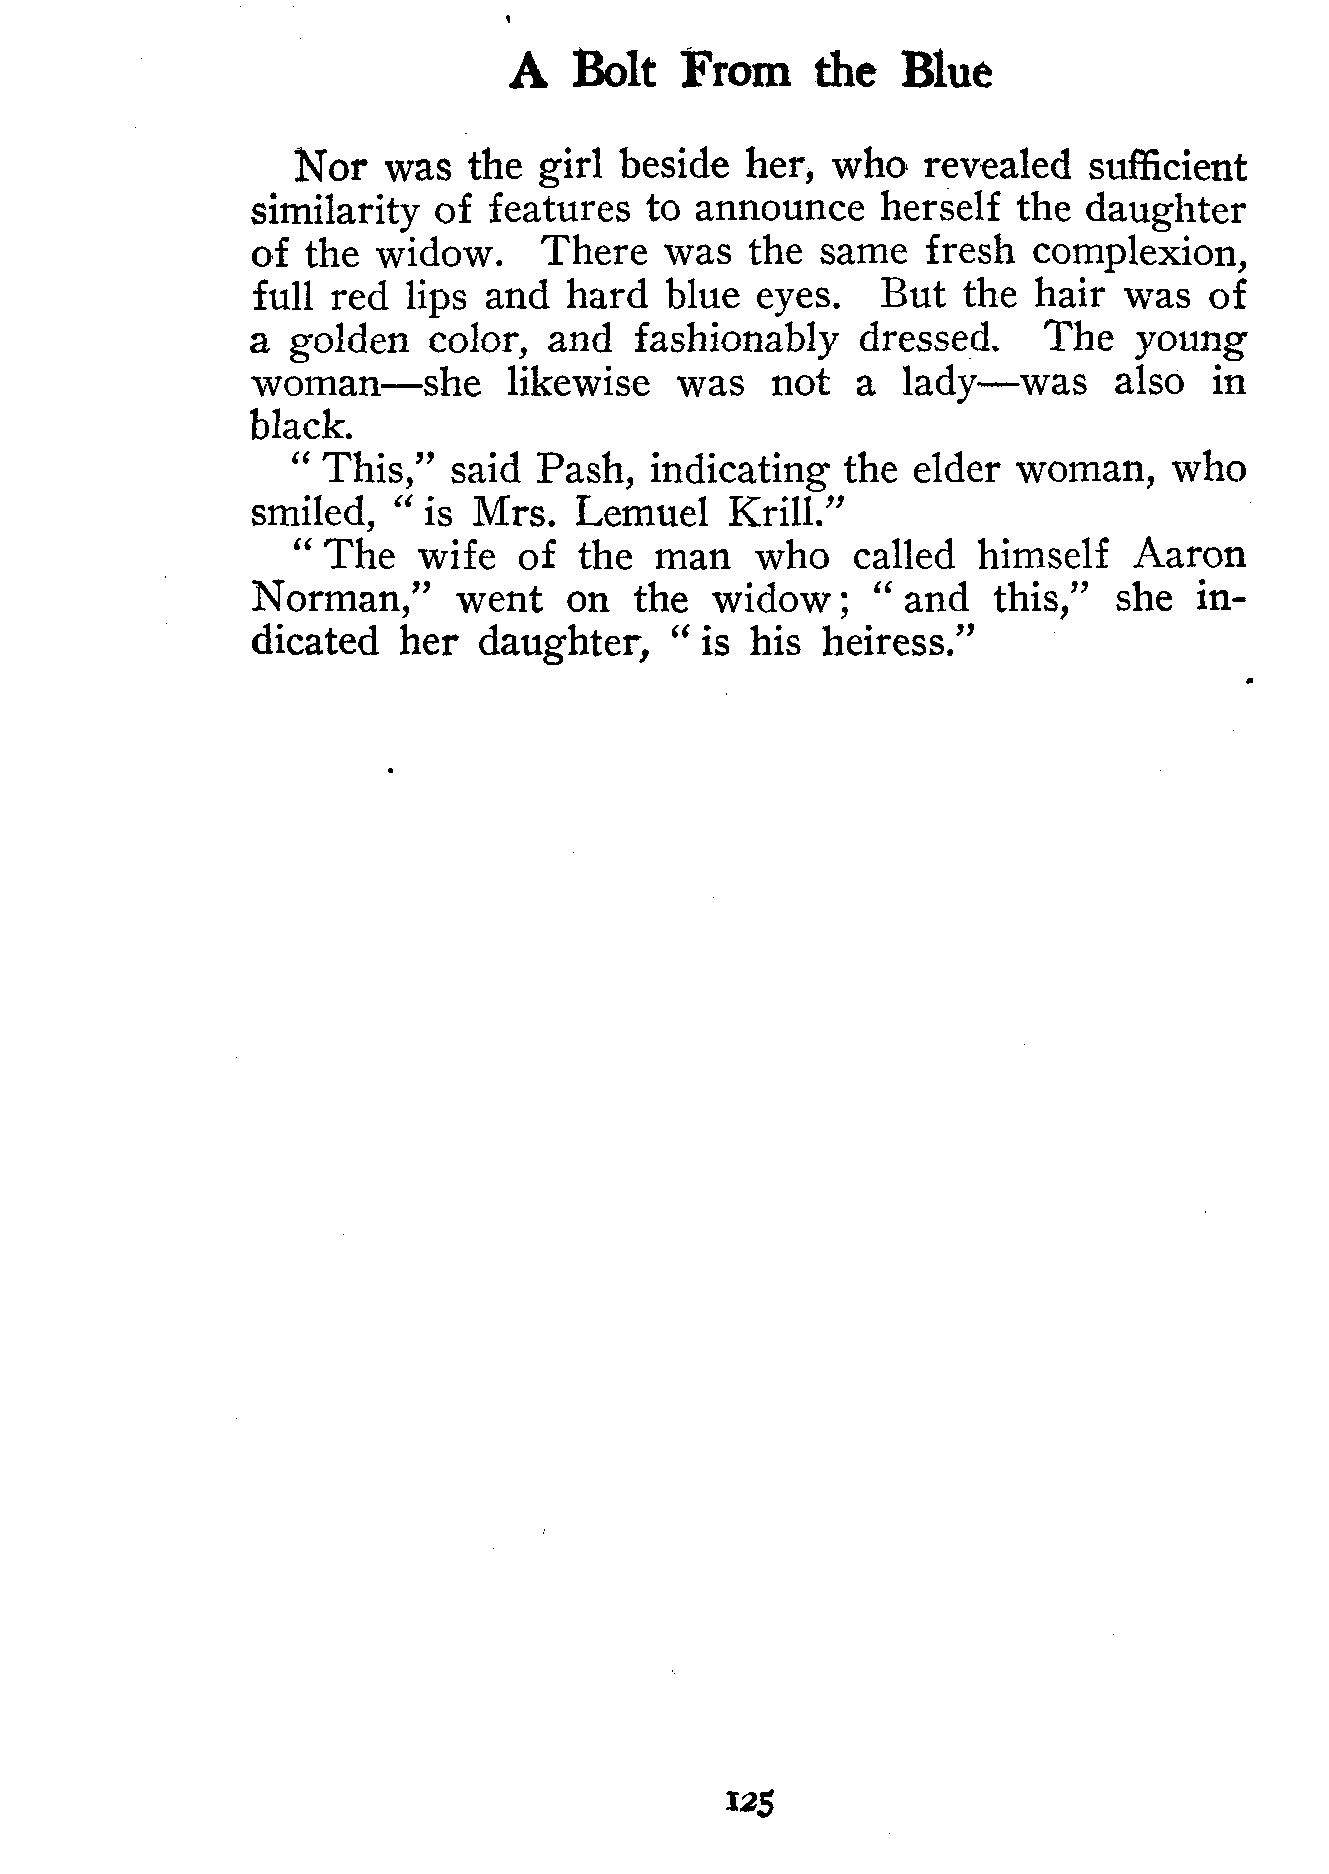 A Bolt From the Blue
Nor was the girl beside her, who revealed sufficient
similarity of features to announce herself the daughter
of the widow. There was the same fresh complexion,
full red lips and hard blue eyes. But the hair was of
a golden color, and fashionably dressed. The young
woman—she likewise was not a lady—was also in
black.
“ This,” said Pash, indicating the elder woman, who
smiled, “ is Mrs. Lemuel Krill.”
“ The wife of the man who called himself Aaron
Norman,” went on the widow; “ and this,” she in-
dicated her daughter, “ is his heiress.”
125